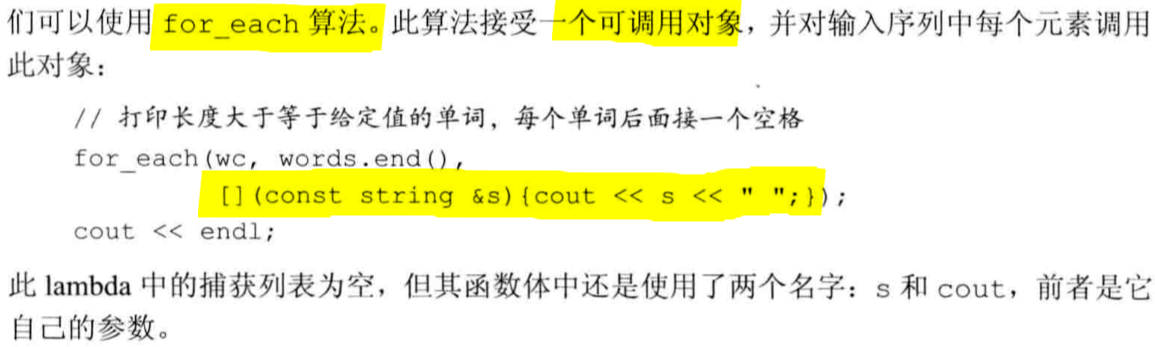 们可以使用 for_each 算法。此算法接受一个可调用对象，并对输入序列中每个元素调用
此对象：
// 打印长度大于等于给定值的单词，每个单词后面接一个空格
for_each(wc, words.end(),
[](const string &s){cout << s << " ";});
cout << endl;
此 lambda 中的捕获列表为空，但其函数体中还是使用了两个名字：s 和 cout，前者是它
自己的参数。